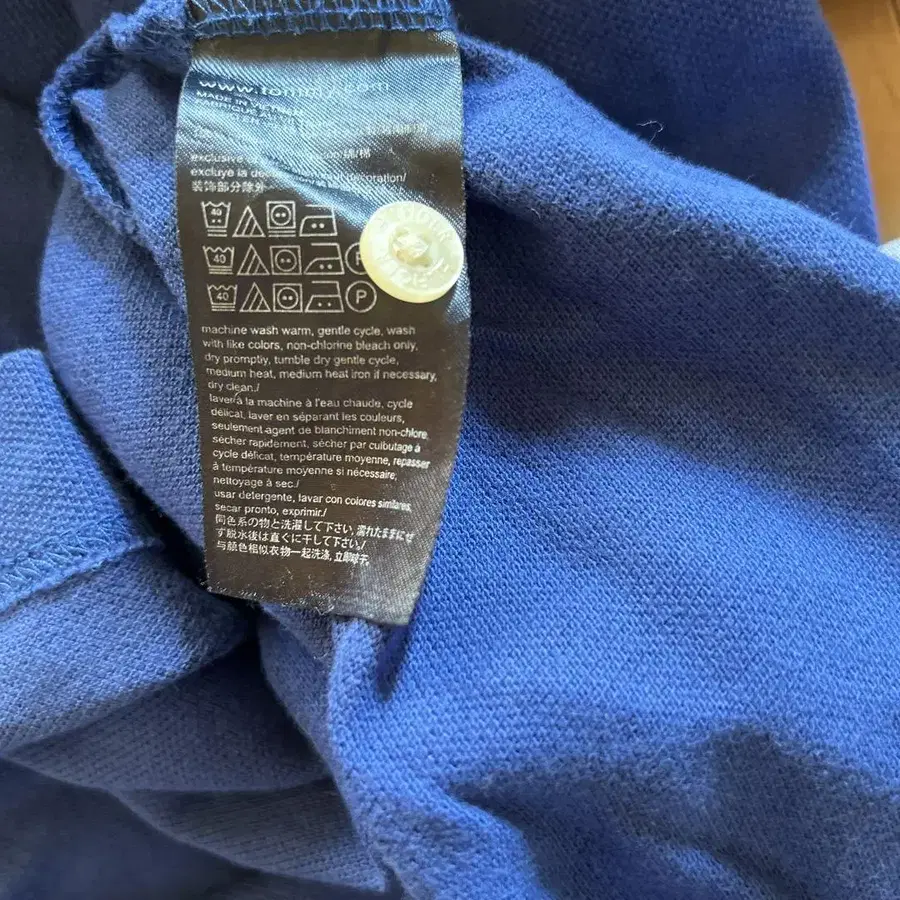 www.tommy.com
MADE IN VIETNAM
exclusive
excluye la decoration/
装飾部分除外
40
40 P
40 P
machine wash warm, gentle cycle, wash
with like colors, non-chlorine bleach only,
dry promptly, tumble dry gentle cycle,
medium heat, medium heat iron if necessary,
dry clean./
laver à la machine à l'eau chaude, cycle
délicat, laver en séparant les couleurs,
seulement agent de blanchiment non-chlore,
sécher rapidement, sécher par culbutage à
cycle délicat, température moyenne, repasser
à température moyenne si nécessaire,
nettoyage à sec./
usar detergente, lavar con colores similares,
secar pronto, exprimir./
同色系の物と洗濯して下さい,濡れたままにせ
ず脱水後は直ぐに干して下さい./
与颜色相似衣物一起洗涤,立即